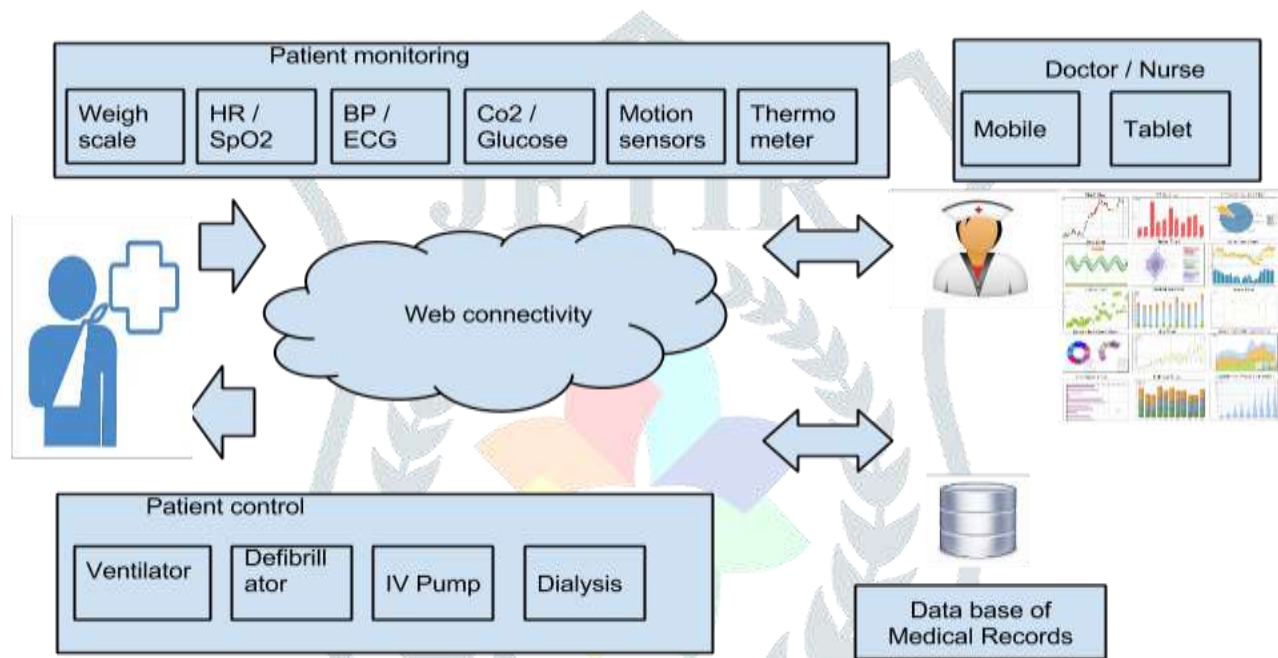 Patient monitoring
Weigh
scale
HR /
SpO2
BP /
ECG
Co2 /
Glucose
Motion
sensors
Thermo
meter
Doctor / Nurse
Mobile
Tablet
JETIR
Web connectivity
Patient control
Ventilator
Defibrill
ator
IV Pump
Dialysis
Data base of
Medical Records